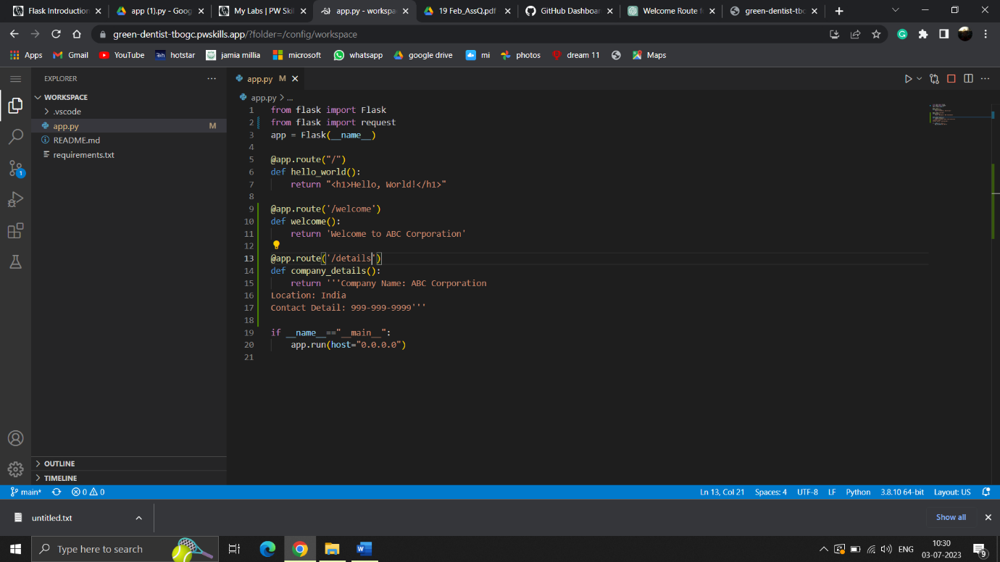 Flask Introduction
app (1).py - Goog
My Labs | PW Skil
app.py - workspa
19 Feb_AssQ.pdf
GitHub Dashboar
Welcome Route f
green-dentist-tbo
green-dentist-tbogc.pwskills.app/?folder=/config/workspace
Apps Gmail YouTube hotstar jamia millia microsoft whatsapp google drive mi photos dream 11 Maps
EXPLORER
WORKSPACE
.vscode
app.py M
README.md
requirements.txt
1
OUTLINE
TIMELINE
app.py M
app.py > ...
1 from flask import Flask
2 from flask import request
3 app = Flask(__name__)
4
5 @app.route("/")
6 def hello_world():
7 return "<h1>Hello, World!</h1>"
8
9 @app.route('/welcome')
10 def welcome():
11 return 'Welcome to ABC Corporation'
12
13 @app.route('/details')
14 def company_details():
15 return '''Company Name: ABC Corporation
16 Location: India
17 Contact Detail: 999-999-9999'''
18
19 if __name__=="__main__":
20 app.run(host="0.0.0.0")
21
main* 0 0 Ln 13, Col 21 Spaces: 4 UTF-8 LF Python 3.8.10 64-bit Layout: US
untitled.txt Show all
Type here to search
ENG
10:30
03-07-2023
9